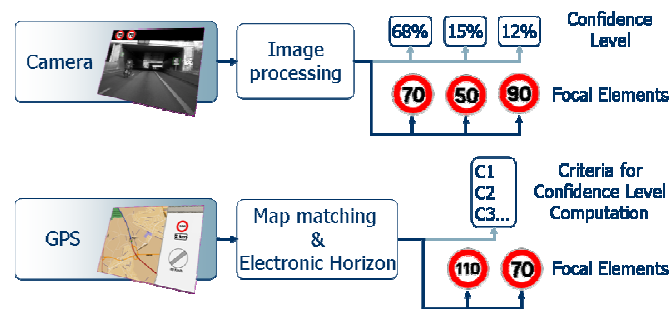 68% 15% 12%
Confidence
Level
Camera
Image
processing
70 50 90
Focal Elements
C1
C2
C3...
Criteria for
Confidence Level
Computation
GPS
Map matching
&
Electronic Horizon
110 70
Focal Elements